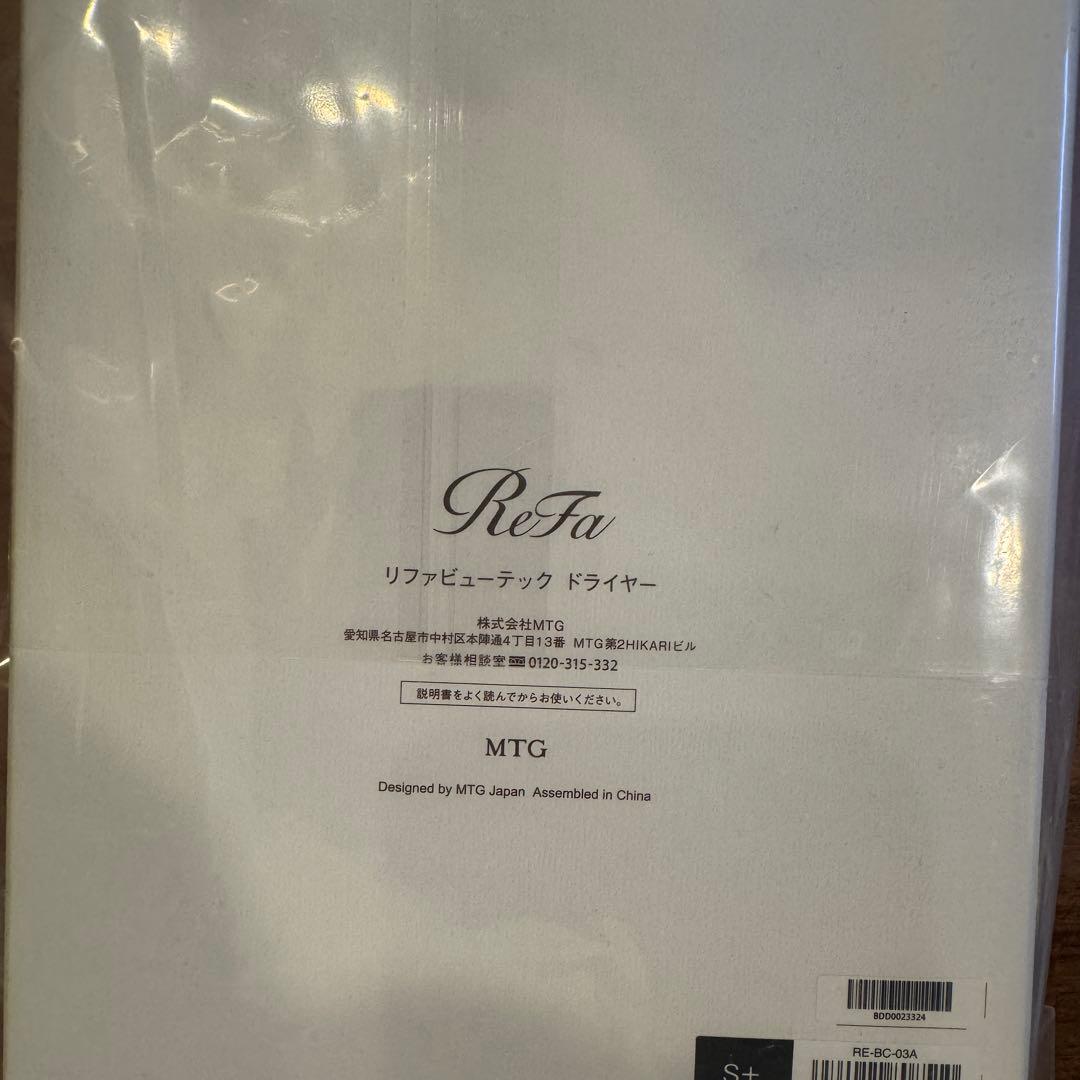 ReFa
リファビューテック ドライヤー
株式会社MTG
愛知県名古屋市中村区本陣通4丁目13番 MTG第2HIKARIビル
お客様相談室 0120-315-332
説明書をよく読んでからお使いください。
MTG
Designed by MTG Japan Assembled in China
BDD0023324
RE-BC-03A
S+